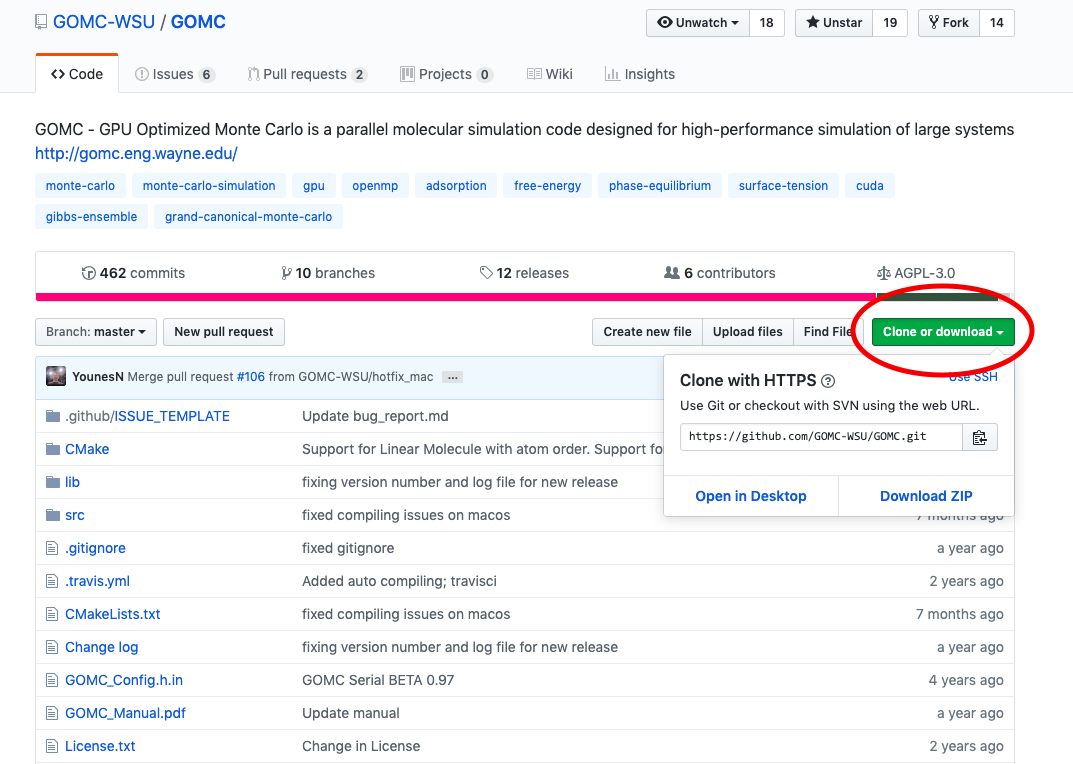 GOMC-WSU / GOMC
Unwatch 18 Unstar 19 Fork 14
Code Issues 6 Pull requests 2 Projects 0 Wiki Insights
GOMC - GPU Optimized Monte Carlo is a parallel molecular simulation code designed for high-performance simulation of large systems
http://gomc.eng.wayne.edu/
monte-carlo monte-carlo-simulation gpu openmp adsorption free-energy phase-equilibrium surface-tension cuda
gibbs-ensemble grand-canonical-monte-carlo
462 commits 10 branches 12 releases 6 contributors AGPL-3.0
Branch: master New pull request Create new file Upload files Find File Clone or download
YounesN Merge pull request #106 from GOMC-WSU/hotfix_mac ...
Clone with HTTPS ? Use SSH
Use Git or checkout with SVN using the web URL.
https://github.com/GOMC-WSU/GOMC.git
Open in Desktop Download ZIP
.github/ISSUE_TEMPLATE Update bug_report.md
CMake Support for Linear Molecule with atom order. Support fo
lib fixing version number and log file for new release
src fixed compiling issues on macos 7 months ago
.gitignore fixed gitignore a year ago
.travis.yml Added auto compiling; travisci 2 years ago
CMakeLists.txt fixed compiling issues on macos 7 months ago
Change log fixing version number and log file for new release a year ago
GOMC_Config.h.in GOMC Serial BETA 0.97 4 years ago
GOMC_Manual.pdf Update manual a year ago
License.txt Change in License 2 years ago